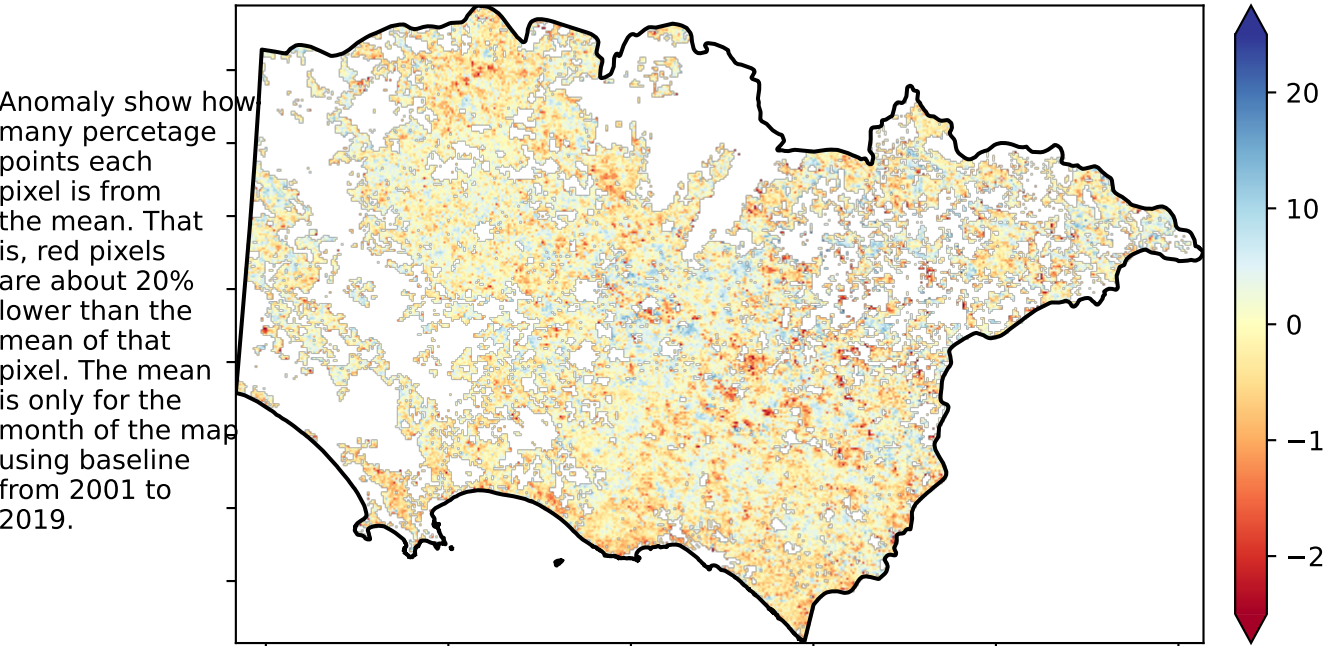 Anomaly show how
many percetage
points each
pixel is from
the mean. That
is, red pixels
are about 20%
lower than the
mean of that
pixel. The mean
is only for the
month of the map
using baseline
from 2001 to
2019.
20
10
0
−1
−2